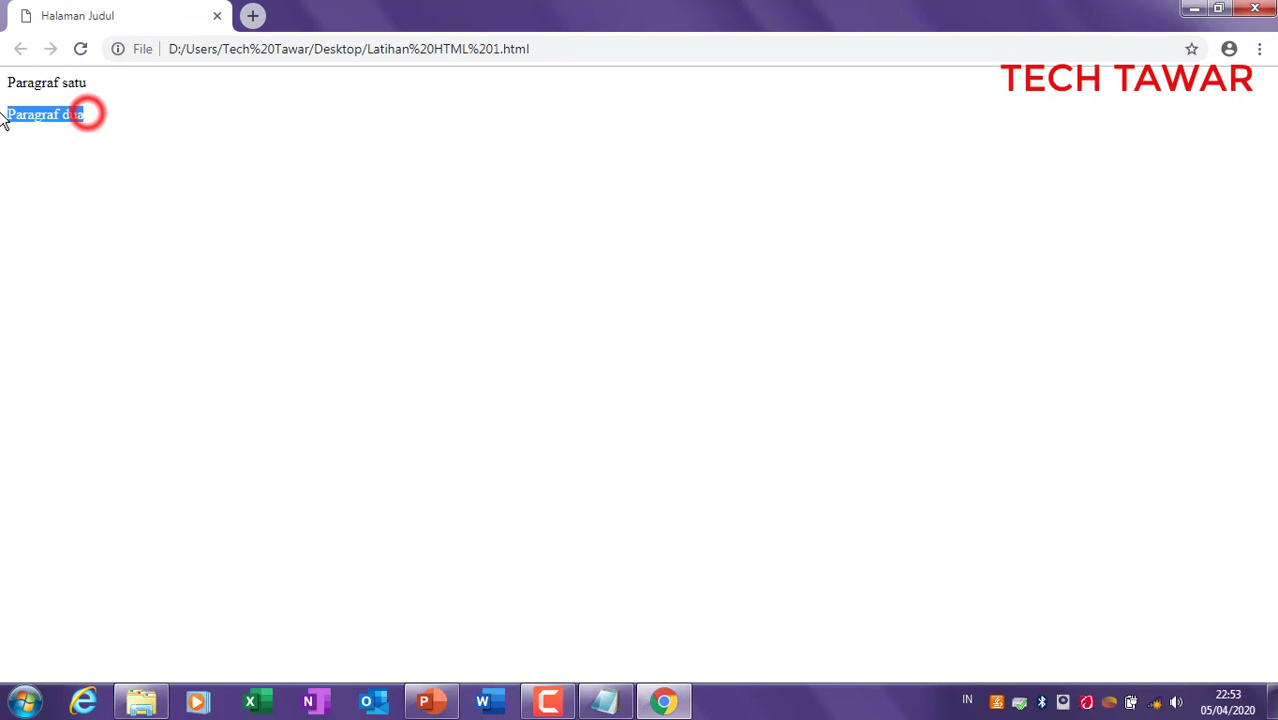 Halaman Judul
File
D:/Users/Tech%20Tawar/Desktop/Latihan%20HTML%201.html
Paragraf satu
TECH TAWAR
Paragraf dua
IN
22:53
05/04/2020